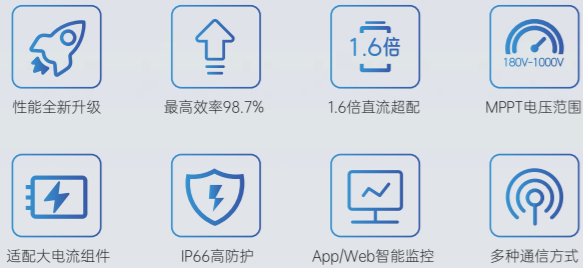 1.6倍
180V-1000V
性能全新升级
最高效率98.7%
1.6倍直流超配
MPPT电压范围
适配大电流组件
IP66高防护
App/Web智能监控
多种通信方式